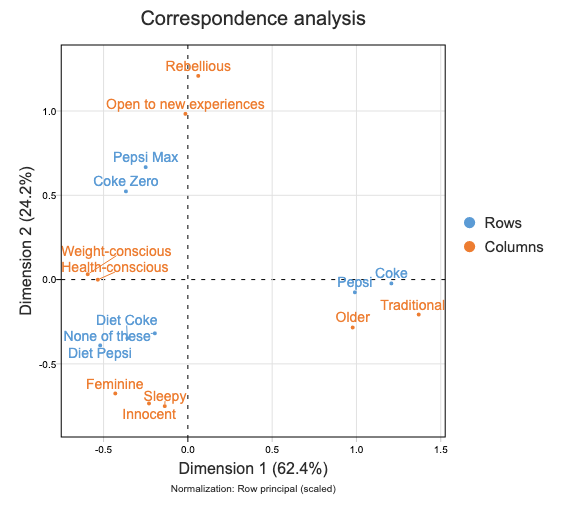 Correspondence analysis
Rebellious
Open to new experiences
1.0
Pepsi Max
Coke Zero
0.5
Weight-conscious
Health-conscious
0.0
Coke
Pepsi
Traditional
Older
Diet Coke
None of these
Diet Pepsi
-0.5
Feminine
Sleepy
Innocent
Dimension 2 (24.2%)
-0.5
0.0
0.5
1.0
1.5
Dimension 1 (62.4%)
Normalization: Row principal (scaled)
Rows
Columns